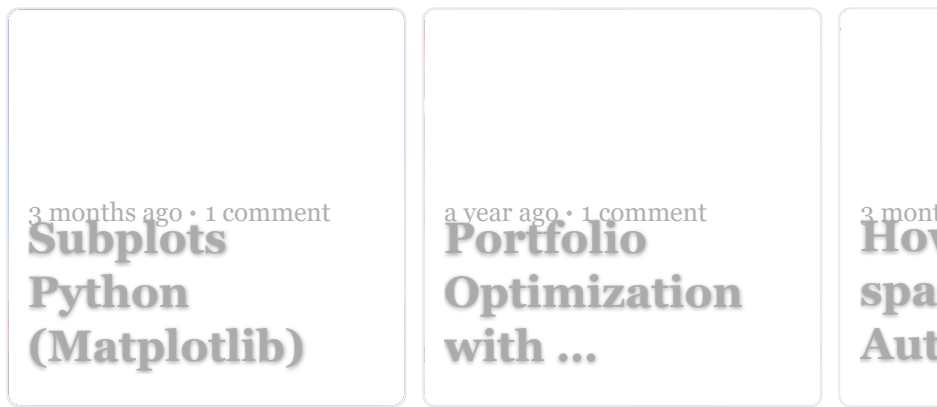 3 months ago • 1 comment
Subplots
Python
(Matplotlib)
a year ago • 1 comment
Portfolio
Optimization
with ...